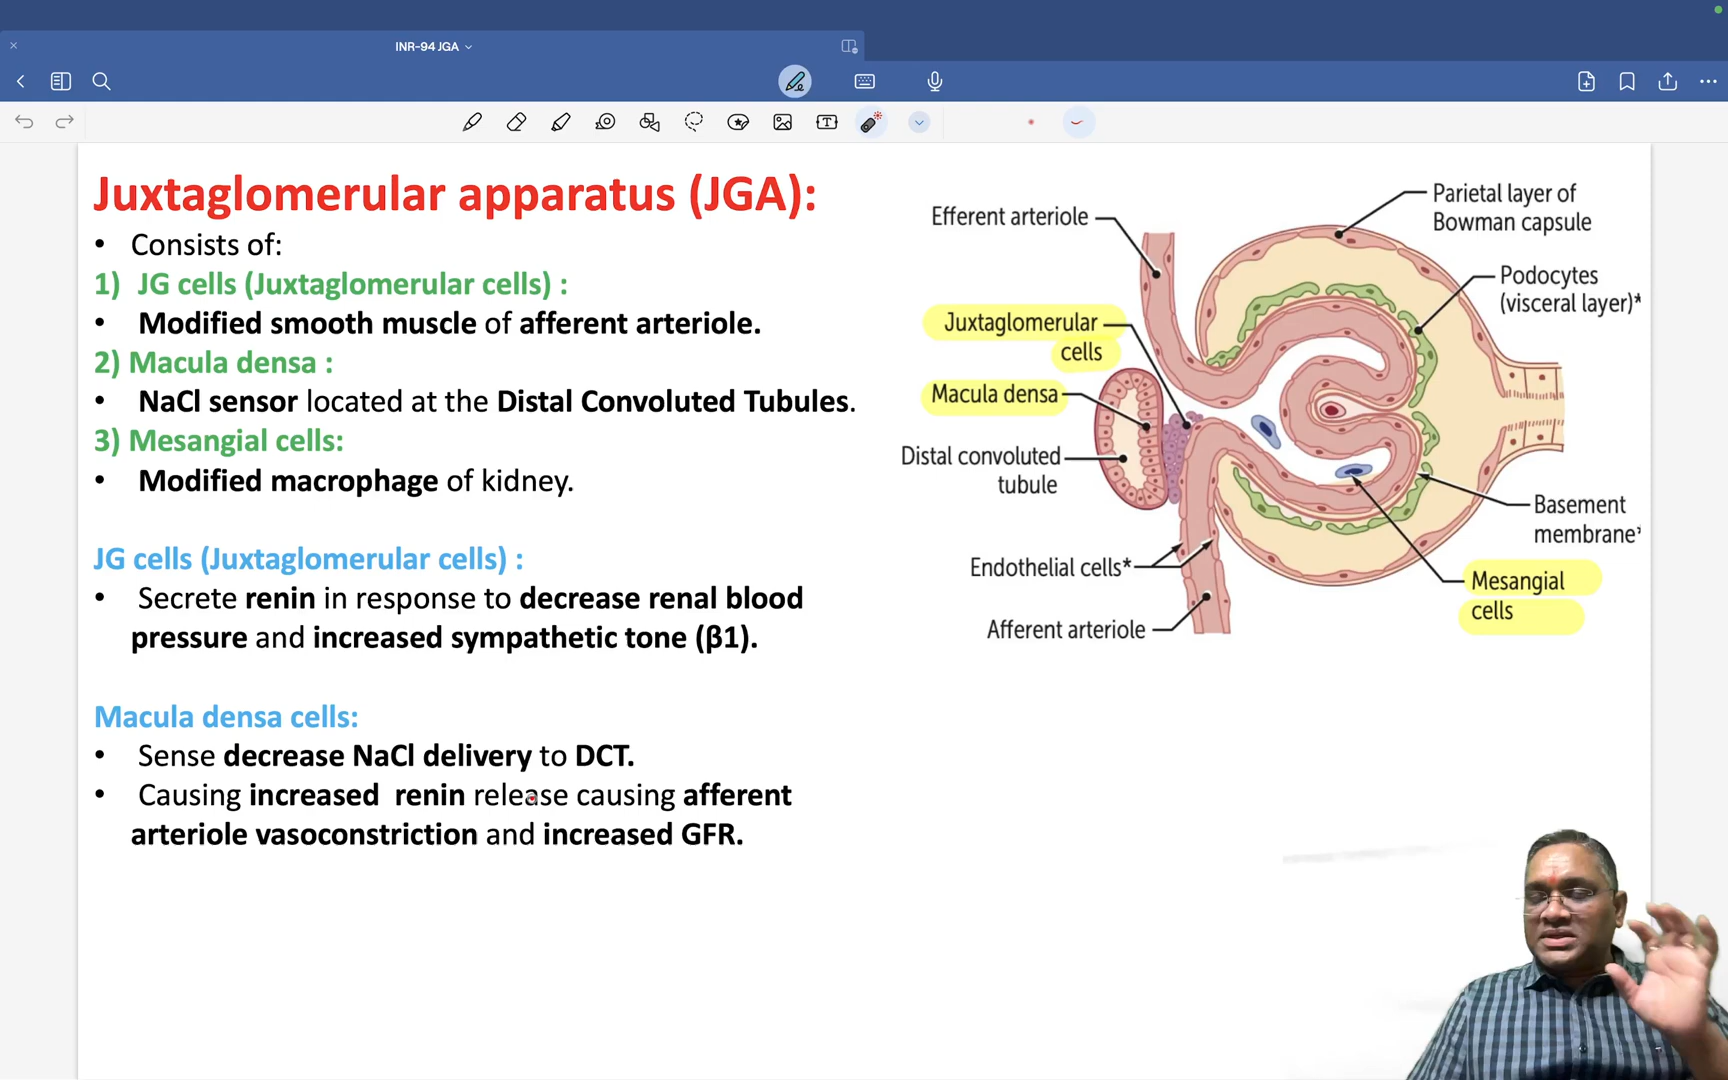 INR-94 JGA
Juxtaglomerular apparatus (JGA):
• Consists of:
1) JG cells (Juxtaglomerular cells) :
• Modified smooth muscle of afferent arteriole.
2) Macula densa :
• NaCl sensor located at the Distal Convoluted Tubules.
3) Mesangial cells:
• Modified macrophage of kidney.
JG cells (Juxtaglomerular cells) :
• Secrete renin in response to decrease renal blood
pressure and increased sympathetic tone (β1).
Macula densa cells:
• Sense decrease NaCl delivery to DCT.
• Causing increased renin release causing afferent
arteriole vasoconstriction and increased GFR.
Efferent arteriole
Juxtaglomerular
cells
Macula densa
Distal convoluted
tubule
Endothelial cells*
Afferent arteriole
Parietal layer of
Bowman capsule
Podocytes
(visceral layer)*
Basement
membrane*
Mesangial
cells